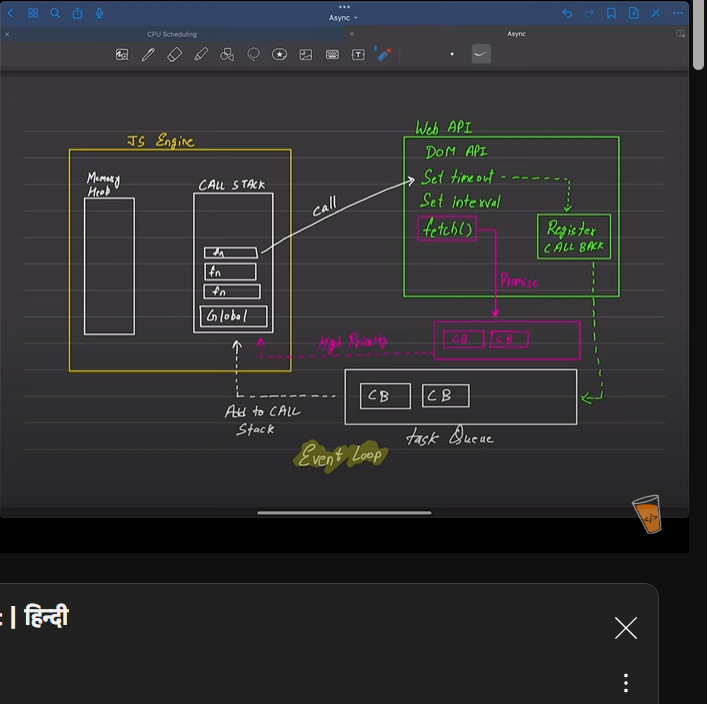 Async
CPU Scheduling
Async
JS Engine
Memory
Heap
CALL STACK
fn
fn
fn
Global
call
Web API
DOM API
Set timeout
Set interval
fetch()
Register
CALL BACK
Promise
CB
CB
High Priority
CB
CB
Add to CALL
Stack
Task Queue
Event Loop
</>
: | हिन्दी